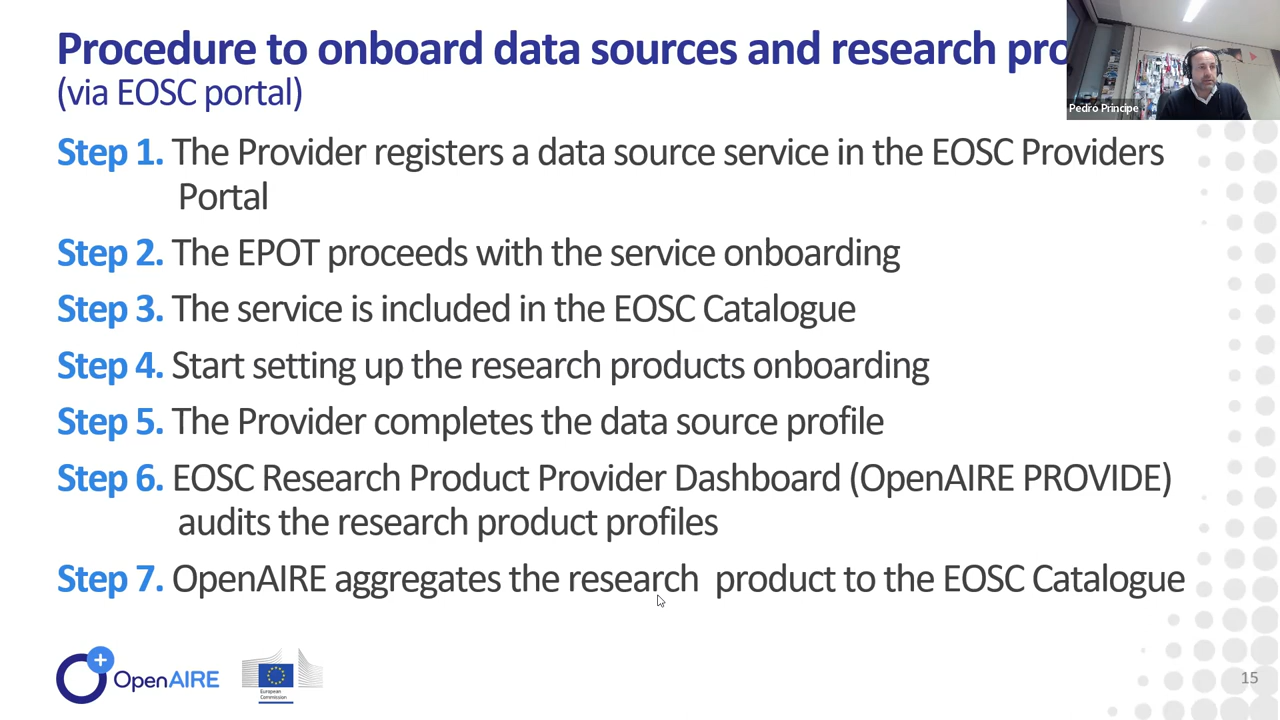 Procedure to onboard data sources and research pro
(via EOSC portal)
Pedro Príncipe
Step 1. The Provider registers a data source service in the EOSC Providers
Portal
Step 2. The EPOT proceeds with the service onboarding
Step 3. The service is included in the EOSC Catalogue
Step 4. Start setting up the research products onboarding
Step 5. The Provider completes the data source profile
Step 6. EOSC Research Product Provider Dashboard (OpenAIRE PROVIDE)
audits the research product profiles
Step 7. OpenAIRE aggregates the research product to the EOSC Catalogue
OpenAIRE
European
Commission
15